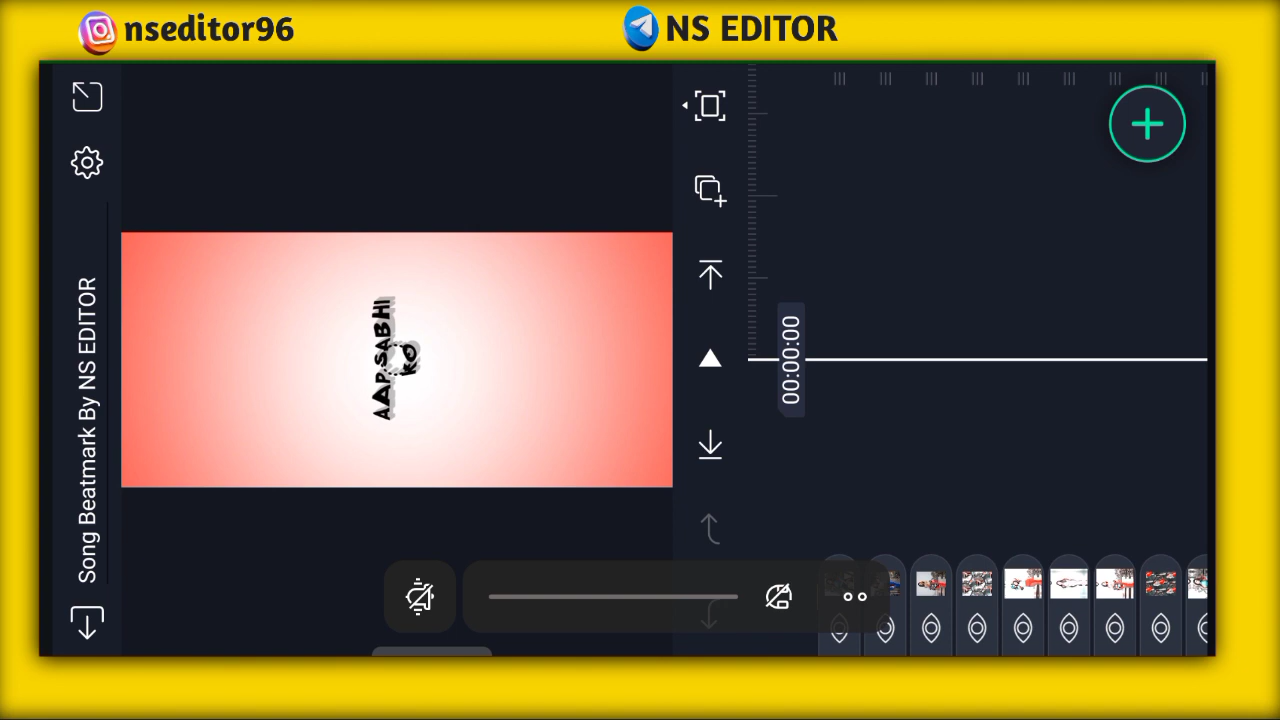 nseditor96
NS EDITOR
Song Beatmark By NS EDITOR
AAP SABHI
KO
00:00:00